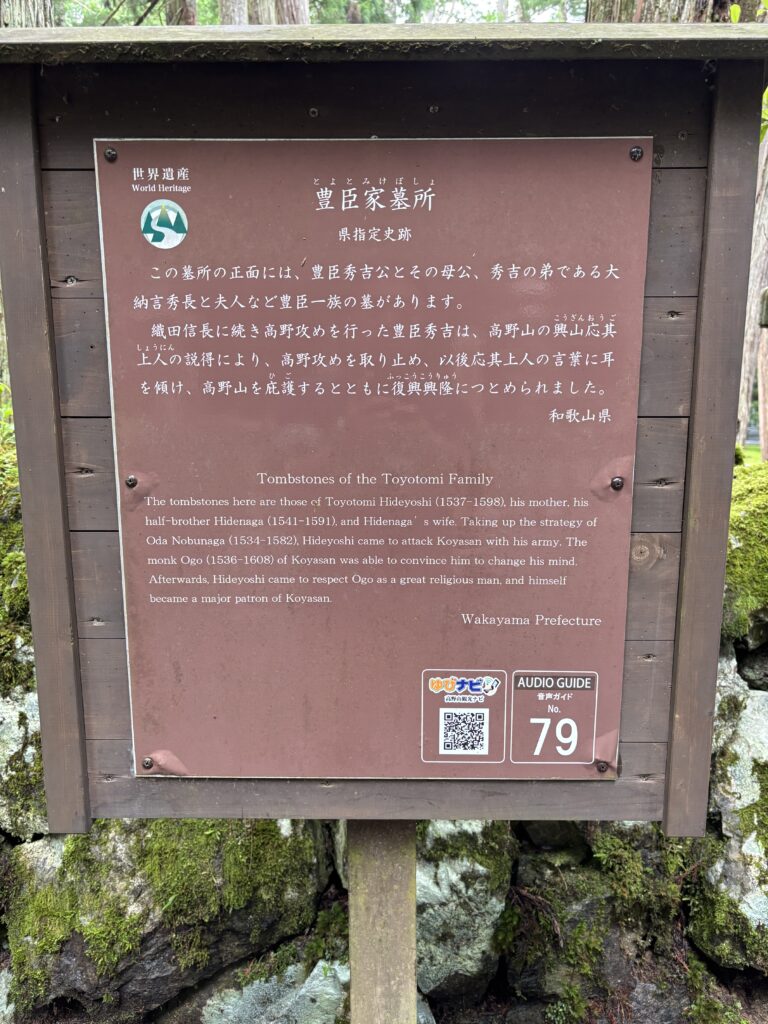 世界遺産
World Heritage
とよとみけぼしょ
豊臣家墓所
県指定史跡
この墓所の正面には、豊臣秀吉公とその母公、秀吉の弟である大
納言秀長と夫人など豊臣一族の墓があります。
こうざんおうご
織田信長に続き高野攻めを行った豊臣秀吉は、高野山の興山応其
しょうにん
上人の説得により、高野攻めを取り止め、以後応其上人の言葉に耳
ひご ふっこうこうりゅう
を傾け、高野山を庇護するとともに復興興隆につとめられました。
和歌山県
Tombstones of the Toyotomi Family
The tombstones here are those of Toyotomi Hideyoshi (1537-1598), his mother, his
half-brother Hidenaga (1541-1591), and Hidenaga's wife. Taking up the strategy of
Oda Nobunaga (1534-1582), Hideyoshi came to attack Koyasan with his army. The
monk Ogo (1536-1608) of Koyasan was able to convince him to change his mind.
Afterwards, Hideyoshi came to respect Ogo as a great religious man, and himself
became a major patron of Koyasan.
Wakayama Prefecture
ゆびナビ
高野山観光ナビ
AUDIO GUIDE
音声ガイド
No.
79